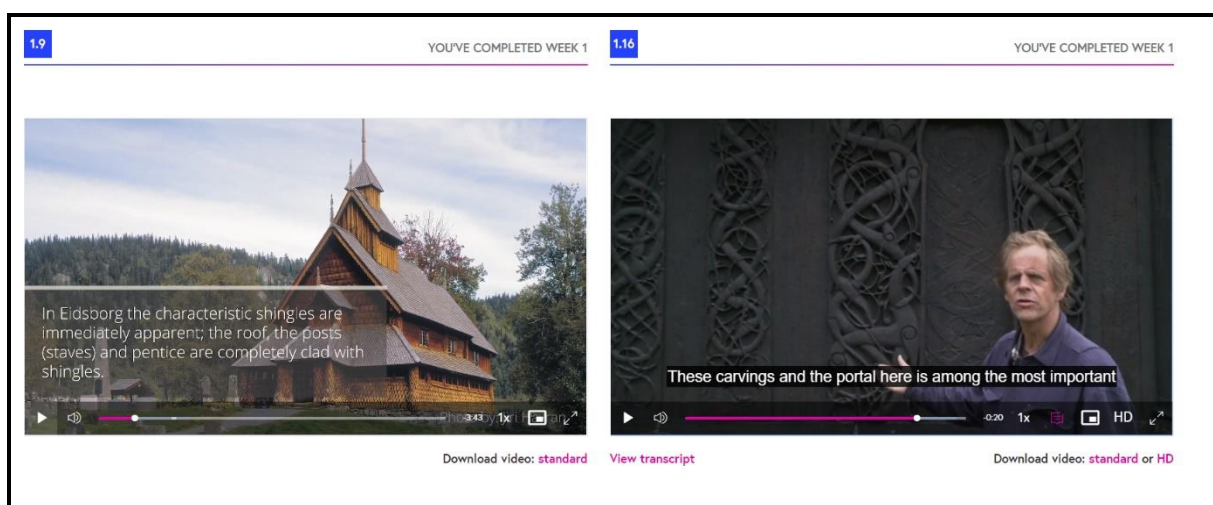 1.9
YOU'VE COMPLETED WEEK 1
In Eidsborg the characteristic shingles are
immediately apparent; the roof, the posts
(staves) and pentice are completely clad with
shingles.
-3:43
1x
Download video: standard
1.16
YOU'VE COMPLETED WEEK 1
These carvings and the portal here is among the most important
-0:20
1x
HD
View transcript
Download video: standard or HD